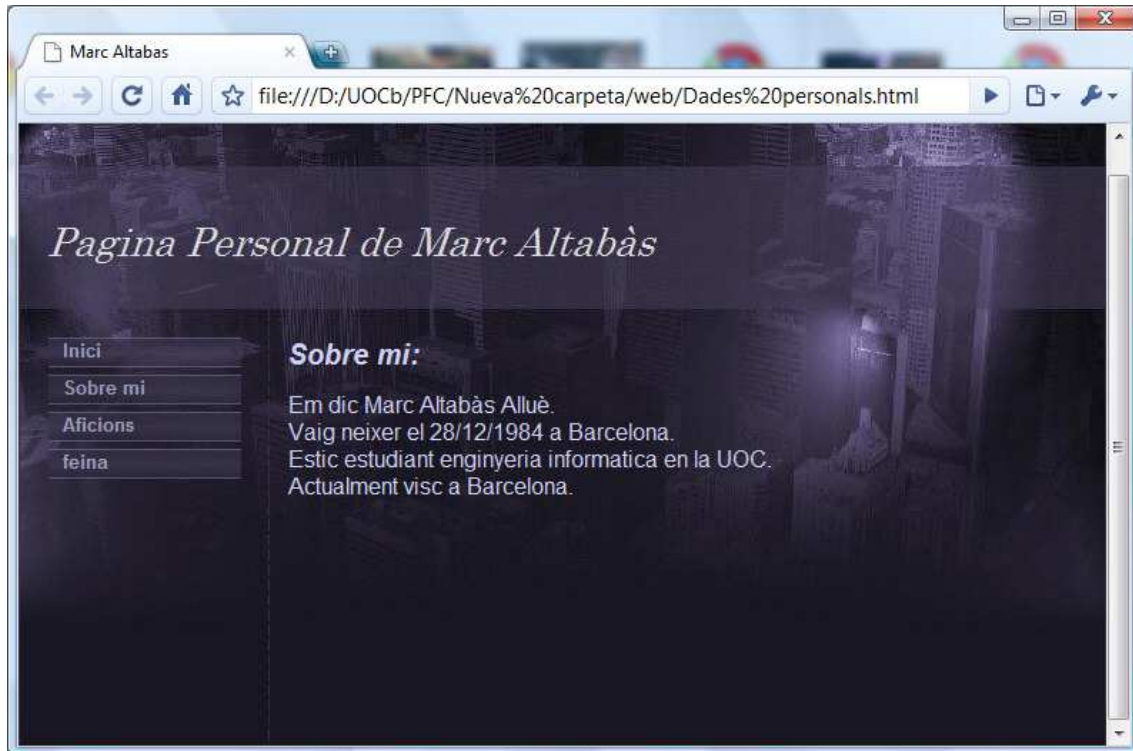 Marc Altabas
file:///D:/UOCb/PFC/Nueva%20carpeta/web/Dades%20personals.html
Pagina Personal de Marc Altabàs
Inici
Sobre mi
Aficions
feina
Sobre mi:
Em dic Marc Altabàs Alluè.
Vaig neixer el 28/12/1984 a Barcelona.
Estic estudiant enginyeria informatica en la UOC.
Actualment visc a Barcelona.